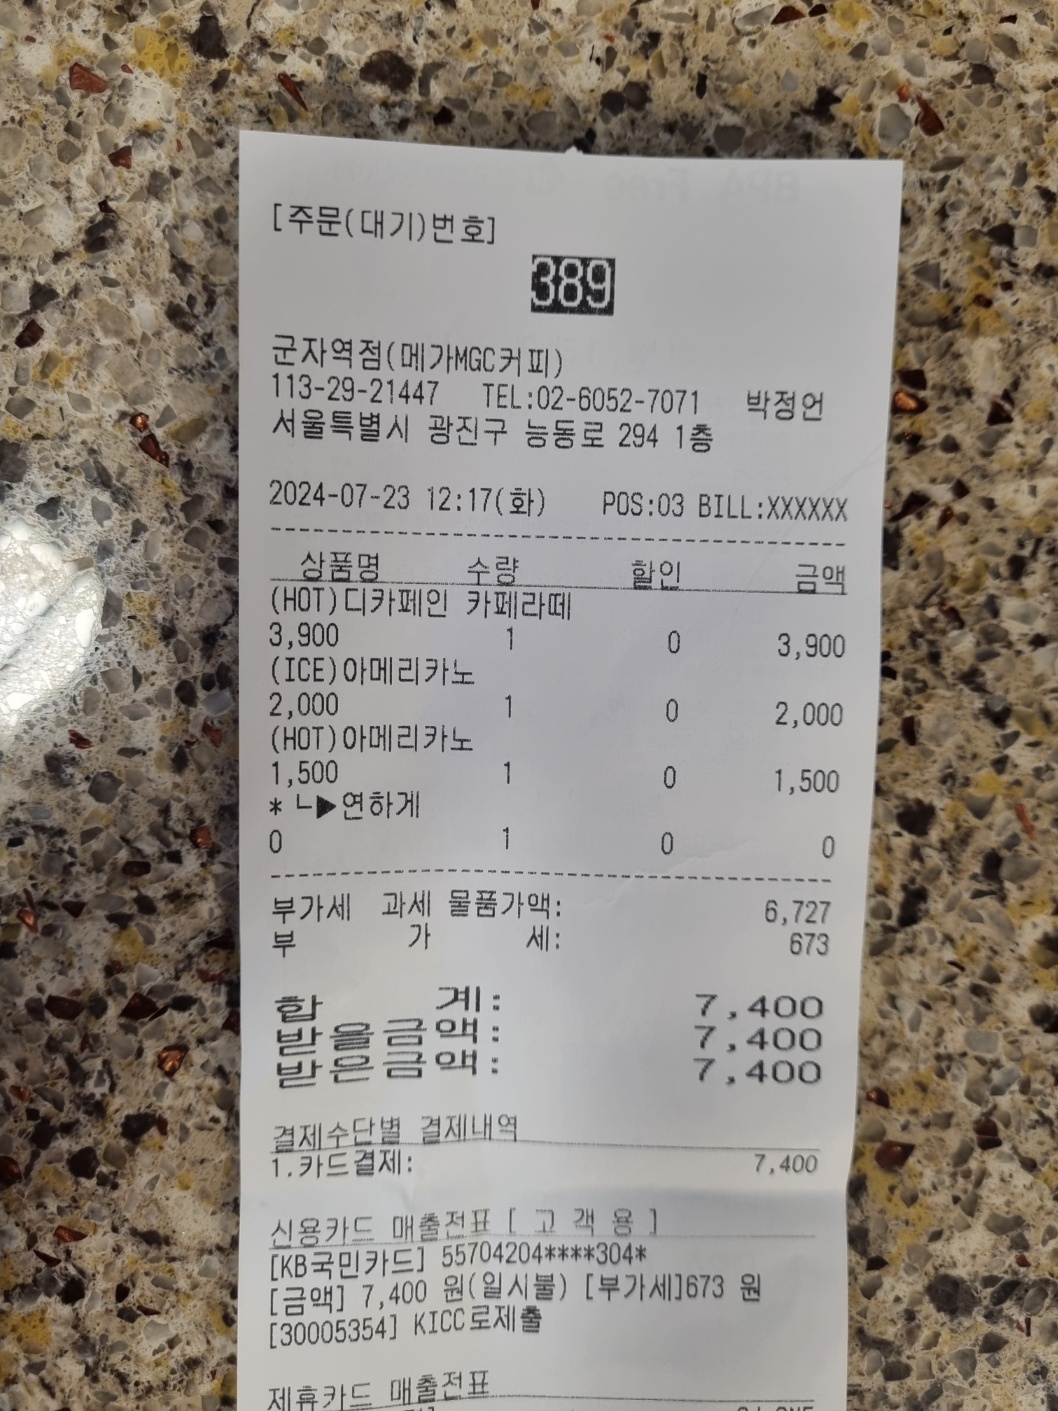 [주문(대기)번호]
389
군자역점(메가MGC커피)
113-29-21447 TEL:02-6052-7071 박정언
서울특별시 광진구 능동로 294 1층
2024-07-23 12:17(화) POS:03 BILL:XXXXXX
상품명 수량 할인 금액
(HOT)디카페인 카페라떼
3,900 1 0 3,900
(ICE)아메리카노
2,000 1 0 2,000
(HOT)아메리카노
1,500 1 0 1,500
* ㄴ▶연하게
0 1 0 0
부가세 과세 물품가액: 6,727
부 가 세: 673
합 계: 7,400
받을금액: 7,400
받은금액: 7,400
결제수단별 결제내역
1.카드결제: 7,400
신용카드 매출전표 [ 고 객 용 ]
[KB국민카드] 55704204****304*
[금액] 7,400 원(일시불) [부가세]673 원
[30005354] KICC로제출
제휴카드 매출전표